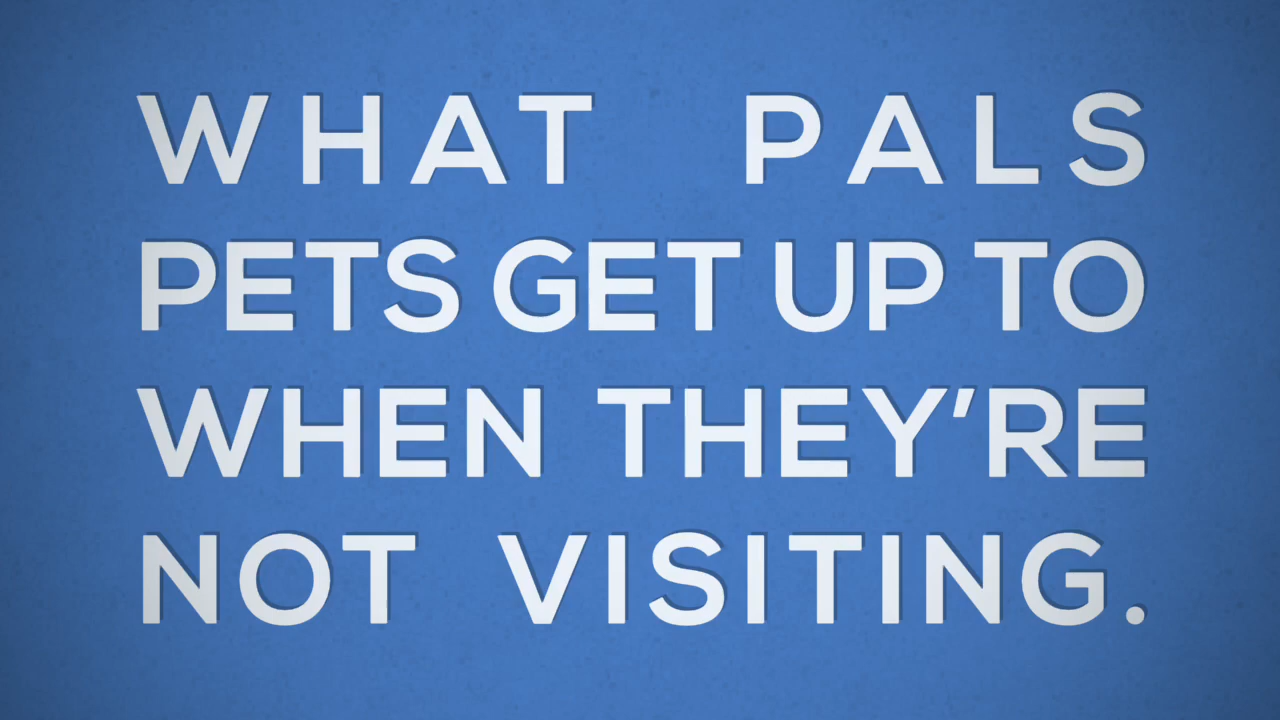 WHAT PALS
PETS GET UP TO
WHEN THEY’RE
NOT VISITING.